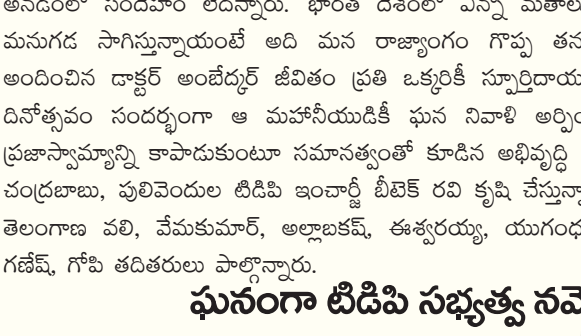 అనడంలో సందేహం లేదన్నారు. భారత దేశంలో ఎన్నో మతాల
మనుగడ సాగిస్తున్నాయంటే అది మన రాజ్యాంగం గొప్ప తన
అందించిన డాక్టర్ అంబేద్కర్ జీవితం ప్రతి ఒక్కరికీ స్ఫూర్తిదాయ
దినోత్సవం సందర్భంగా ఆ మహానీయుడికీ ఘన నివాళి అర్పిం
ప్రజాస్వామ్యాన్ని కాపాడుకుంటూ సమానత్వంతో కూడిన అభివృద్ధి
చంద్రబాబు, పులివెందుల టిడిపి ఇంచార్జీ బీటెక్ రవి కృషి చేస్తున్నా
తెలంగాణ వలి, వేమకుమార్, అల్లాబకష్, ఈశ్వరయ్య, యుగంధ
గణేష్, గోపి తదితరులు పాల్గొన్నారు.
ఘనంగా టిడిపి సభ్యత్వ నమో